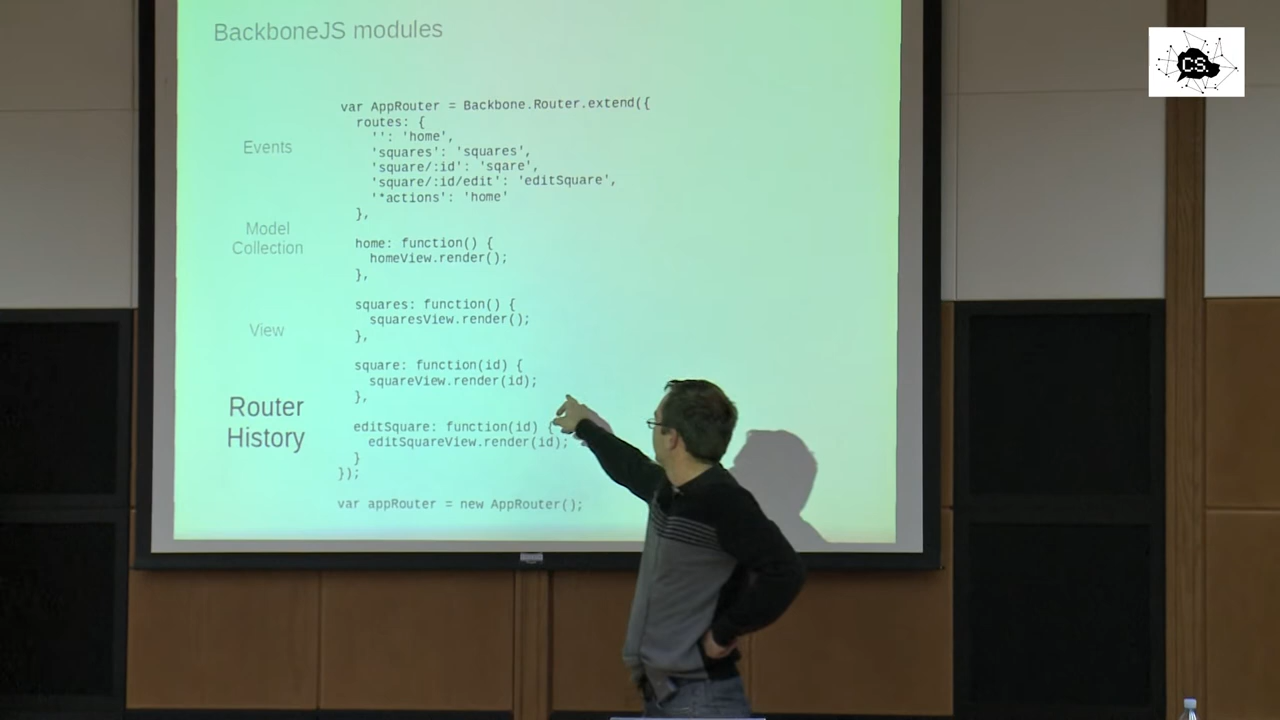 BackboneJS modules
CS
Events
Model
Collection
View
Router
History
var AppRouter = Backbone.Router.extend({
routes: {
'': 'home',
'squares': 'squares',
'square/:id': 'sqare',
'square/:id/edit': 'editSquare',
'*actions': 'home'
},
home: function() {
homeView.render();
},
squares: function() {
squaresView.render();
},
square: function(id) {
squareView.render(id);
},
editSquare: function(id) {
editSquareView.render(id);
}
});
var appRouter = new AppRouter();